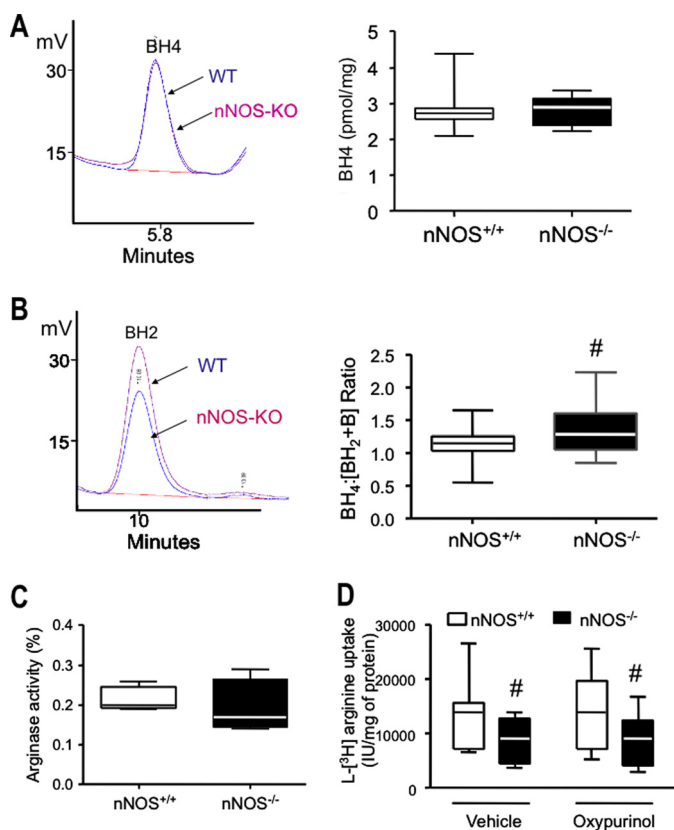 A
mV
BH4
30
WT
nNOS-KO
15
5.8
Minutes
BH4 (pmol/mg)
5
4
3
2
1
0
nNOS+/+
nNOS-/-
B
mV
BH2
30
WT
nNOS-KO
15
10
Minutes
#
BH4:[BH2+B] Ratio
2.5
2.0
1.5
1.0
0.5
0.0
nNOS+/+
nNOS-/-
C
Arginase activity (%)
0.4
0.3
0.2
0.1
0.0
nNOS+/+
nNOS-/-
D
nNOS+/+
nNOS-/-
L-[3H] arginine uptake
(IU/mg of protein)
30000
20000
10000
0
#
#
Vehicle
Oxypurinol